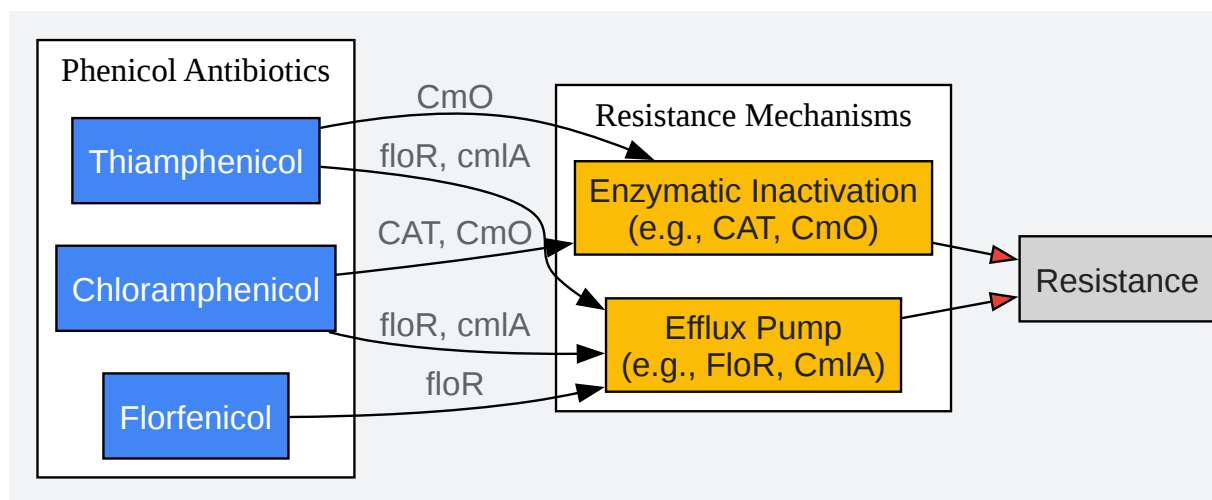 Phenicol Antibiotics
Thiamphenicol
Chloramphenicol
Florfenicol
CmO
floR, cmlA
CAT, CmO
floR, cmlA
floR
Resistance Mechanisms
Enzymatic Inactivation
(e.g., CAT, CmO)
Efflux Pump
(e.g., FloR, CmlA)
Resistance